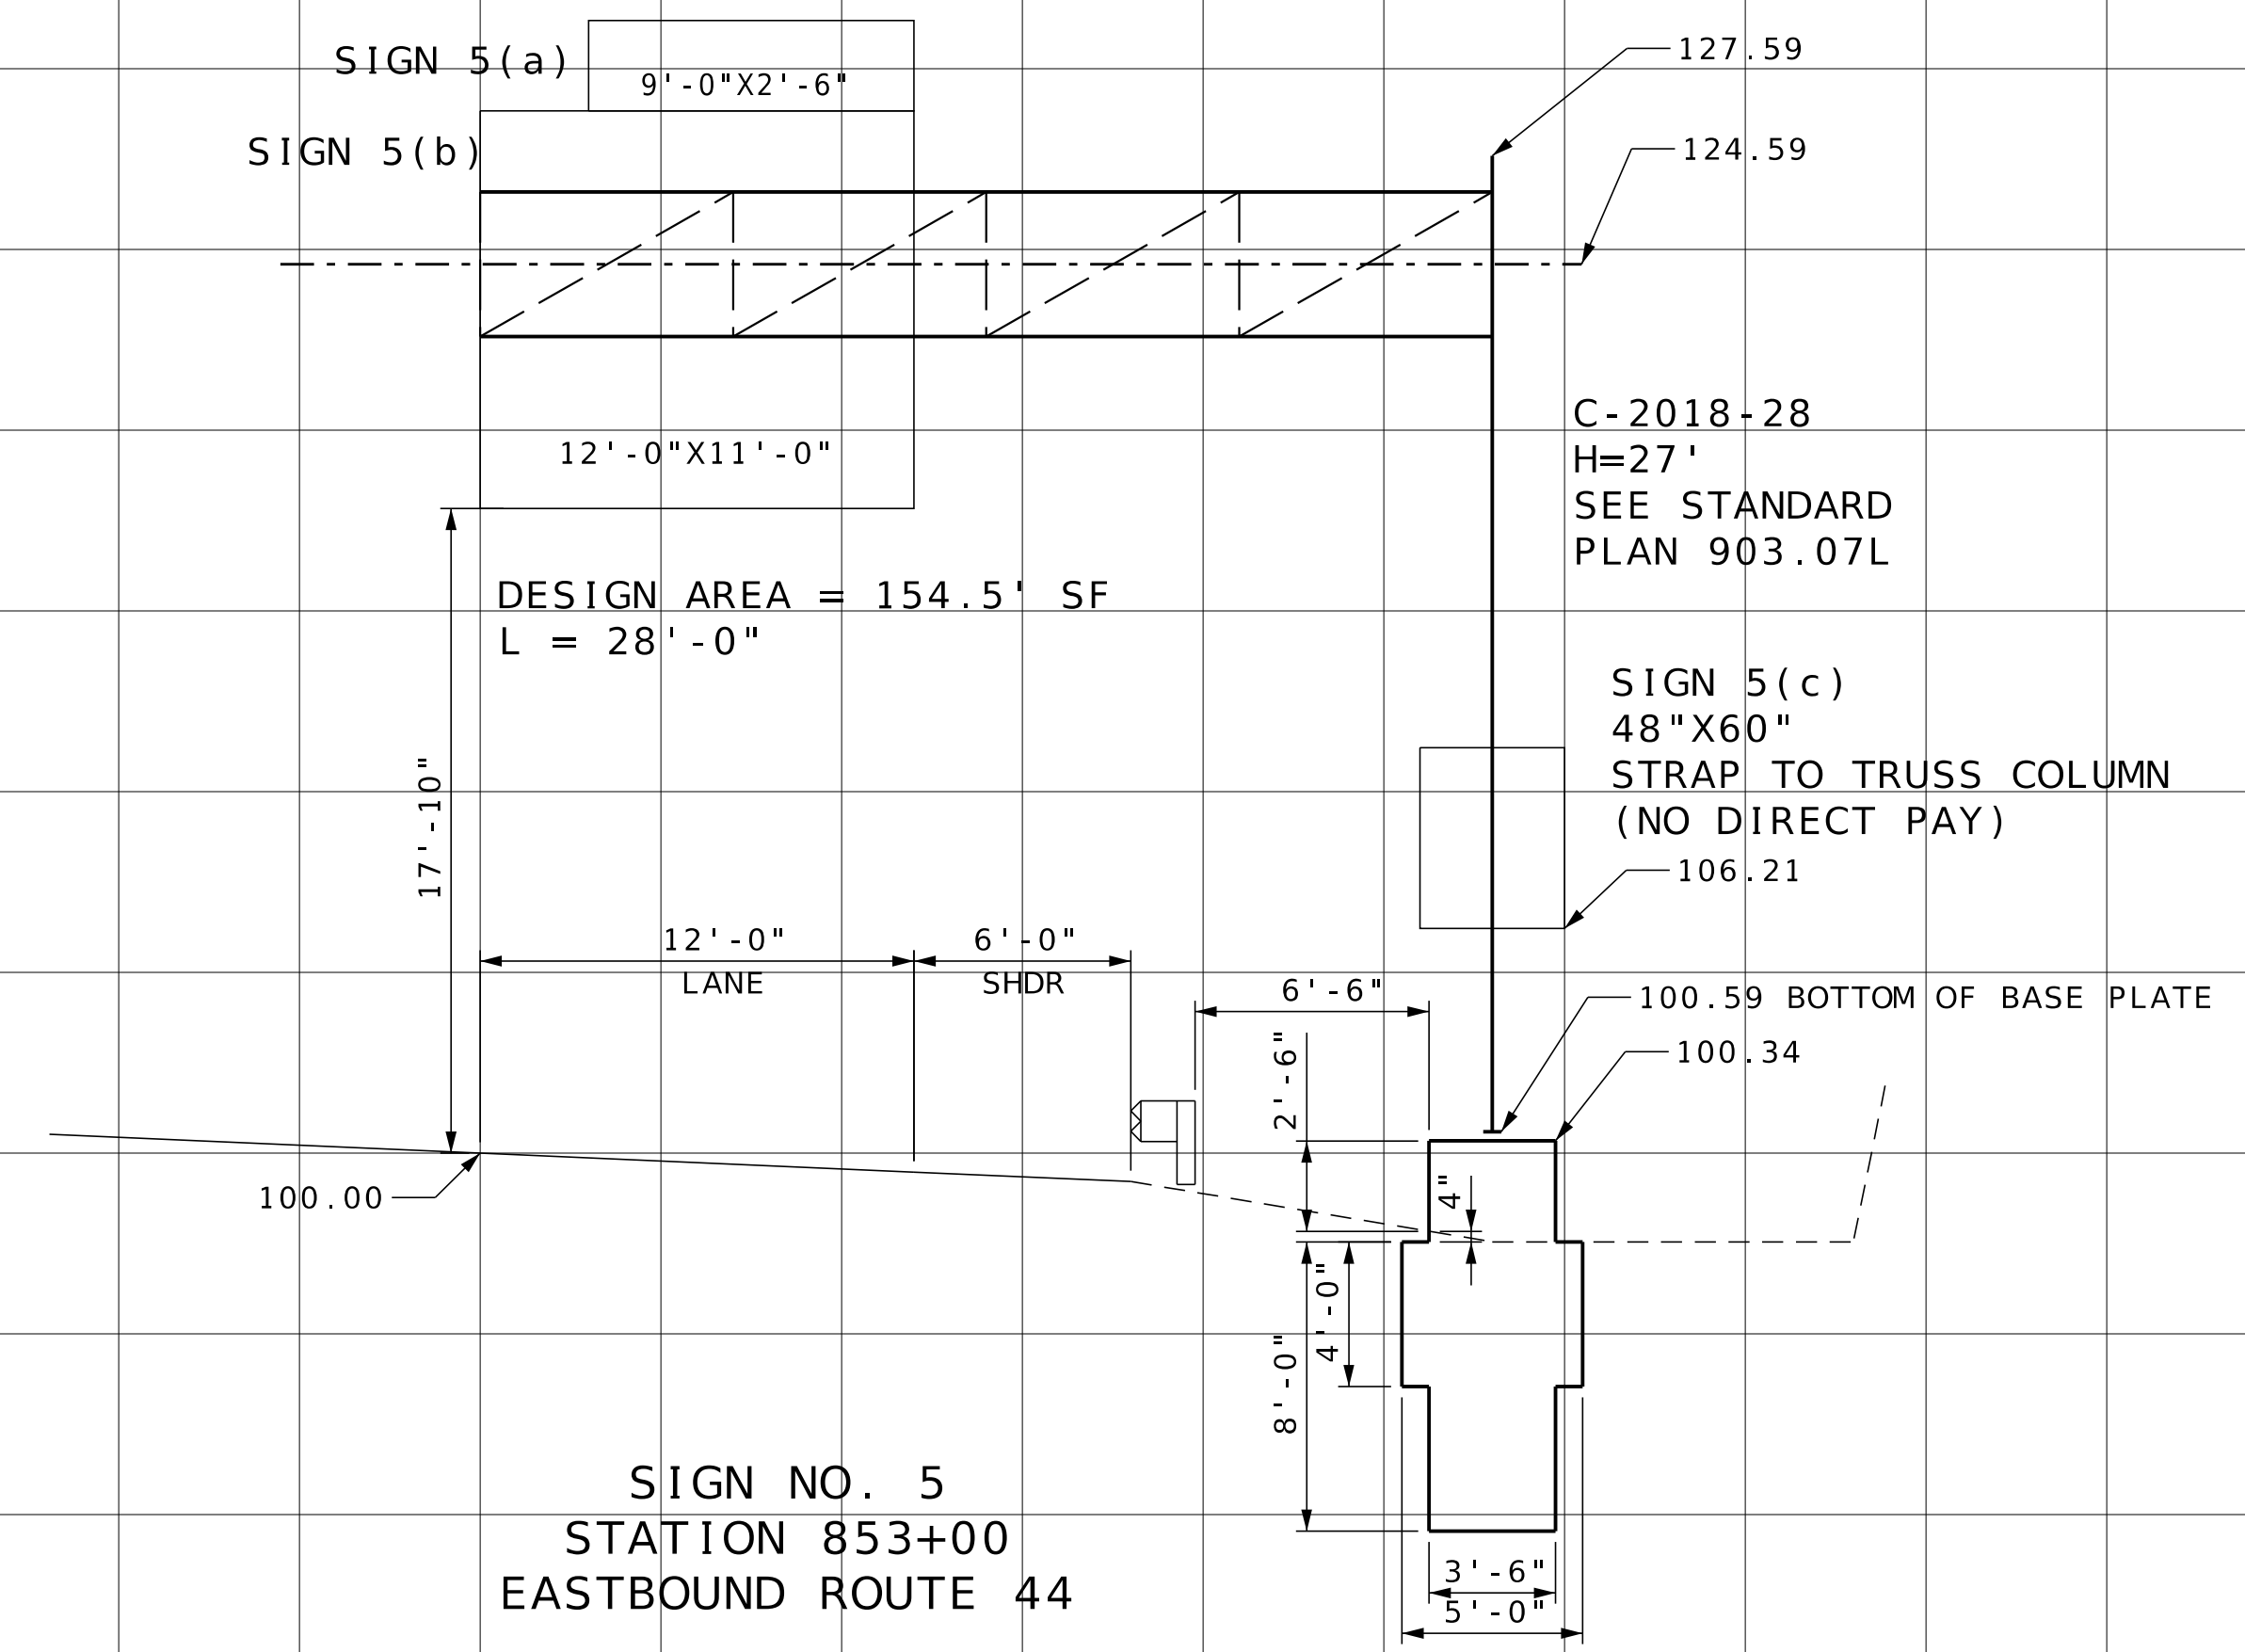 SIGN 5(a)
9'-0"X2'-6"
127.59
SIGN 5(b)
124.59
C-2018-28
H=27'
SEE STANDARD
PLAN 903.07L
12'-0"X11'-0"
DESIGN AREA = 154.5' SF
L = 28'-0"
SIGN 5(c)
48"X60"
STRAP TO TRUSS COLUMN
(NO DIRECT PAY)
17'-10"
106.21
12'-0"
LANE
6'-0"
SHDR
6'-6"
100.59 BOTTOM OF BASE PLATE
2'-6"
100.34
100.00
4"
4'-0"
8'-0"
SIGN NO. 5
STATION 853+00
EASTBOUND ROUTE 44
3'-6"
5'-0"